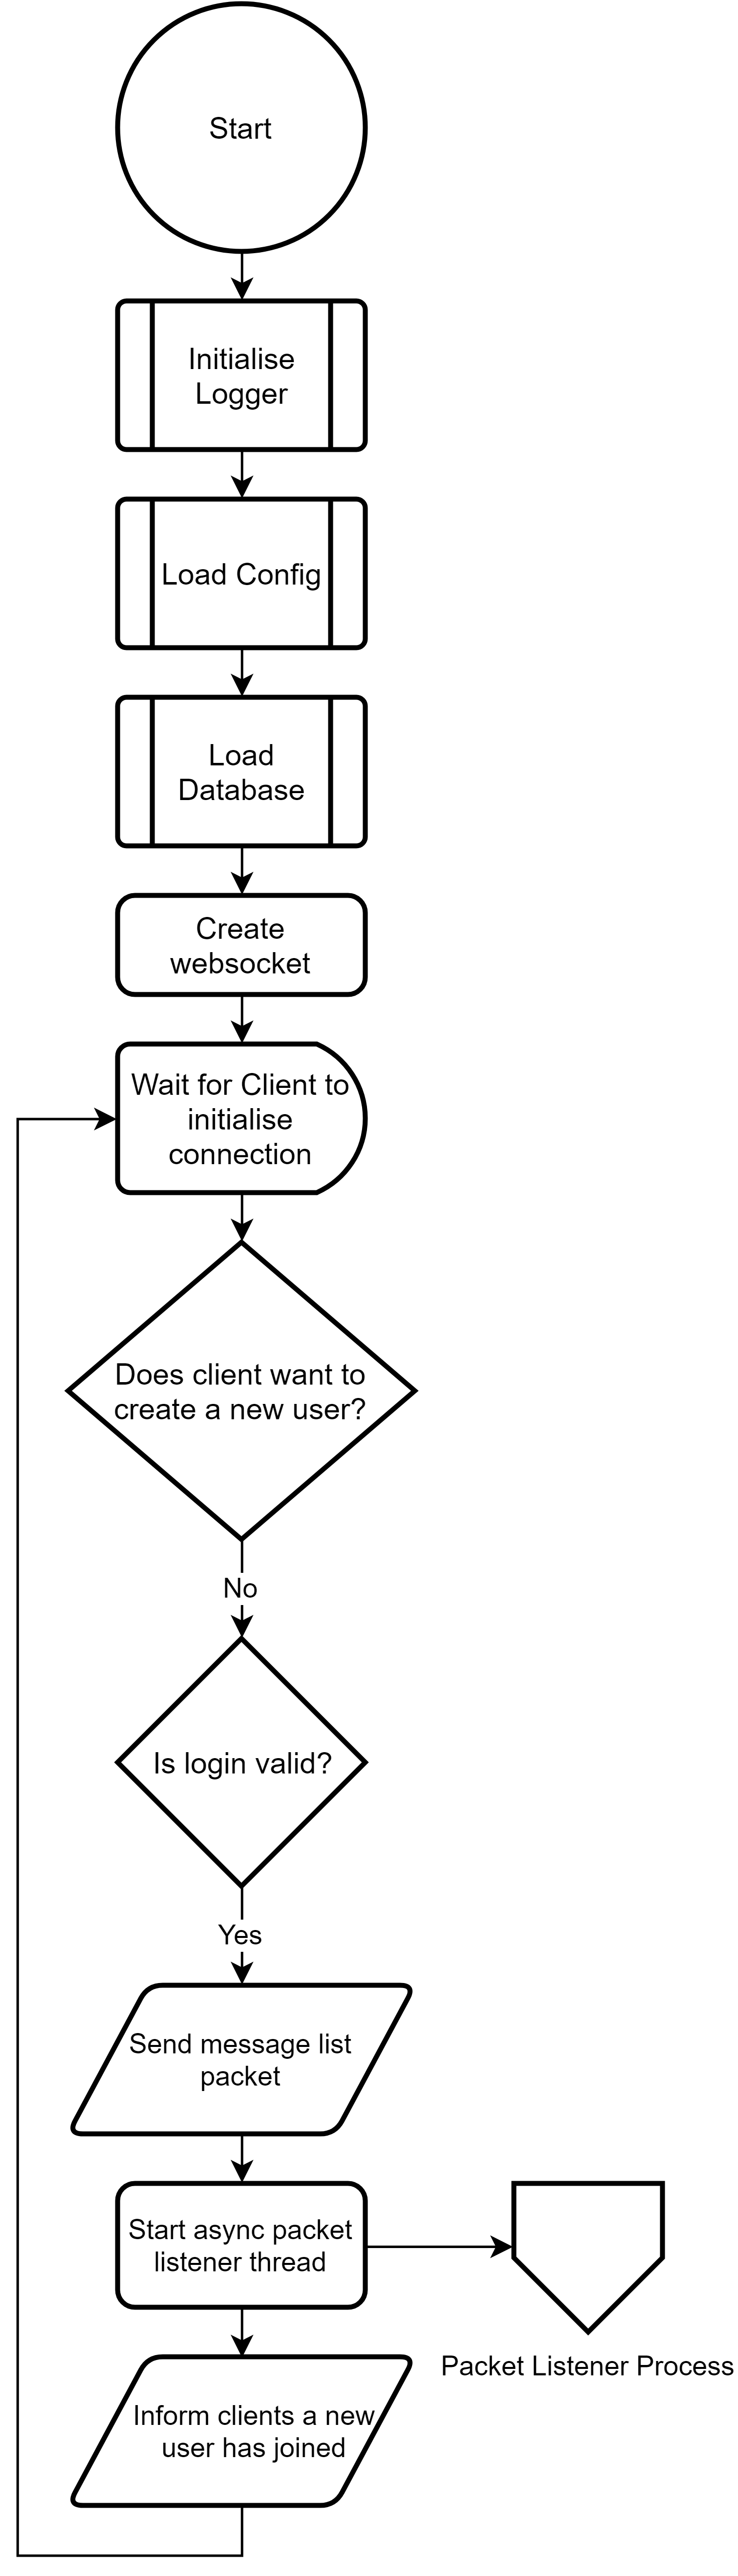 Start
Initialise
Logger
Load Config
Load
Database
Create
websocket
Wait for Client to
initialise
connection
Does client want to
create a new user?
No
Is login valid?
Yes
Send message list
packet
Start async packet
listener thread
Packet Listener Process
Inform clients a new
user has joined